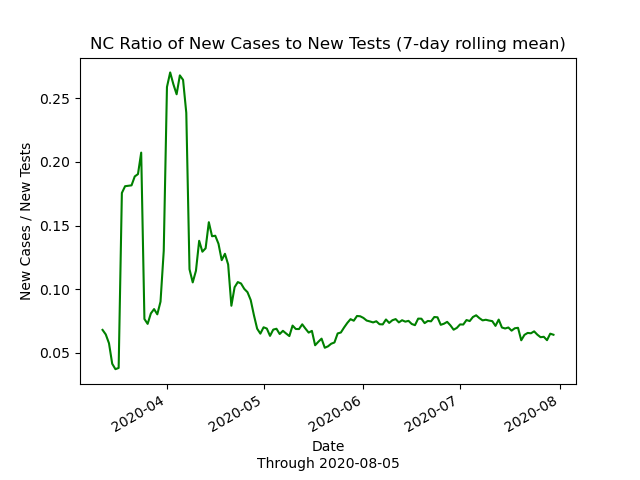 NC Ratio of New Cases to New Tests (7-day rolling mean)
New Cases / New Tests
0.25
0.20
0.15
0.10
0.05
2020-04
2020-05
2020-06
2020-07
2020-08
Date
Through 2020-08-05